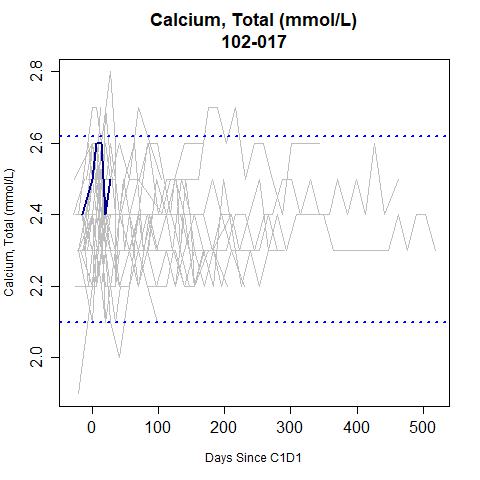 Calcium, Total (mmol/L)
102-017
Calcium, Total (mmol/L)
2.8
2.6
2.4
2.2
2.0
0 100 200 300 400 500
Days Since C1D1